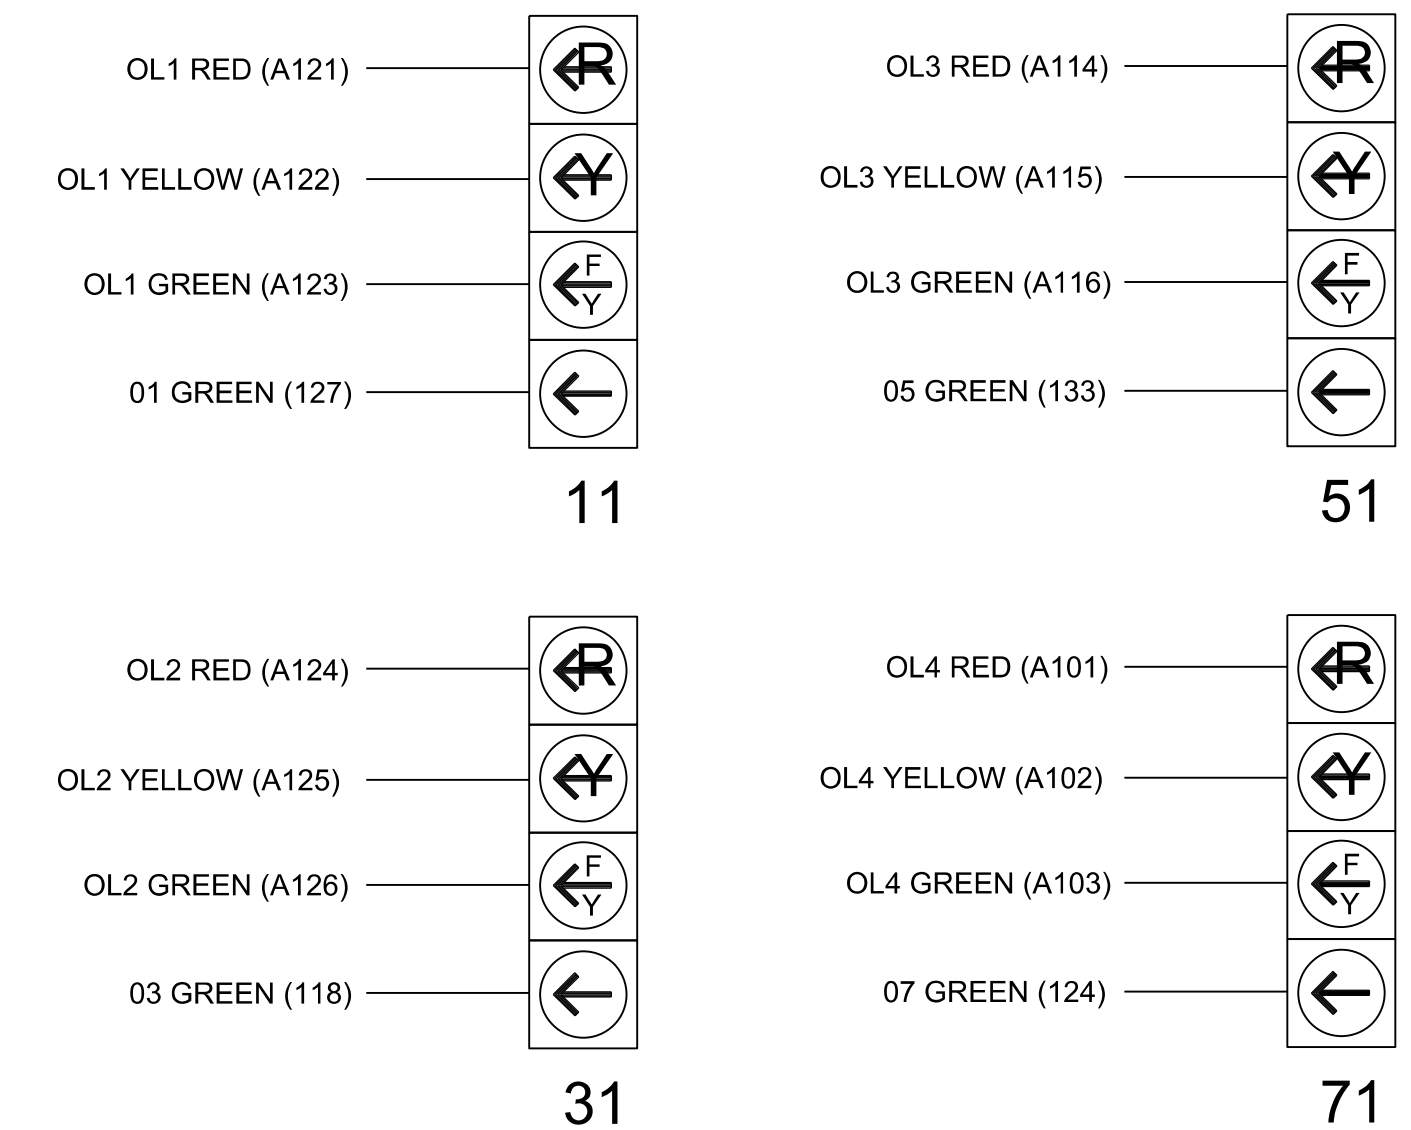 OL1 RED (A121)
R
OL1 YELLOW (A122)
Y
OL1 GREEN (A123)
F
Y
01 GREEN (127)
11
OL3 RED (A114)
R
OL3 YELLOW (A115)
Y
OL3 GREEN (A116)
F
Y
05 GREEN (133)
51
OL2 RED (A124)
R
OL2 YELLOW (A125)
Y
OL2 GREEN (A126)
F
Y
03 GREEN (118)
31
OL4 RED (A101)
R
OL4 YELLOW (A102)
Y
OL4 GREEN (A103)
F
Y
07 GREEN (124)
71